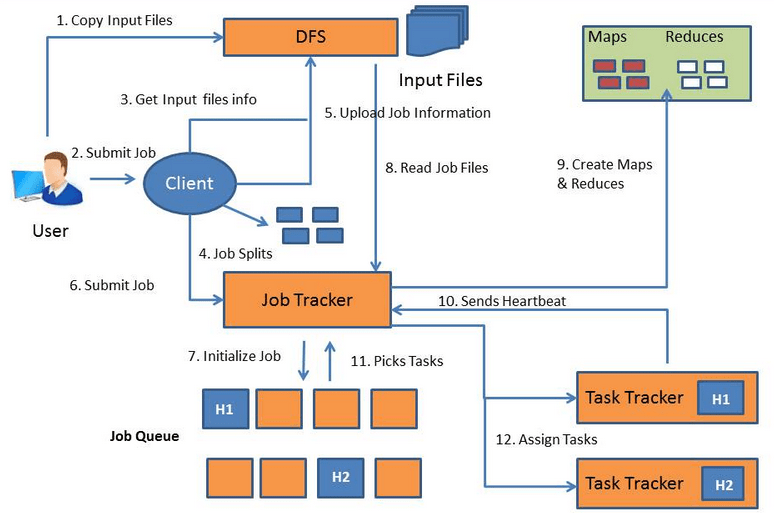 1. Copy Input Files
DFS
Input Files
Maps
Reduces
3. Get Input files info
5. Upload Job Information
2. Submit Job
8. Read Job Files
9. Create Maps
& Reduces
Client
User
4. Job Splits
6. Submit Job
Job Tracker
10. Sends Heartbeat
7. Initialize Job
11. Picks Tasks
H1
Task Tracker
H1
Job Queue
12. Assign Tasks
H2
Task Tracker
H2